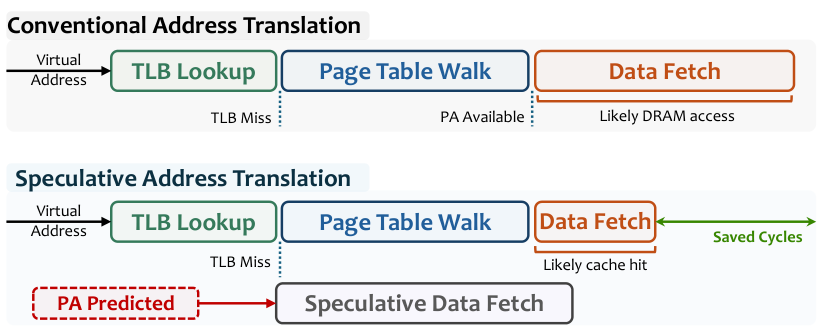 Conventional Address Translation
Virtual
Address
TLB Lookup
Page Table Walk
Data Fetch
TLB Miss
PA Available
Likely DRAM access
Speculative Address Translation
Virtual
Address
TLB Lookup
Page Table Walk
Data Fetch
Saved Cycles
TLB Miss
Likely cache hit
PA Predicted
Speculative Data Fetch